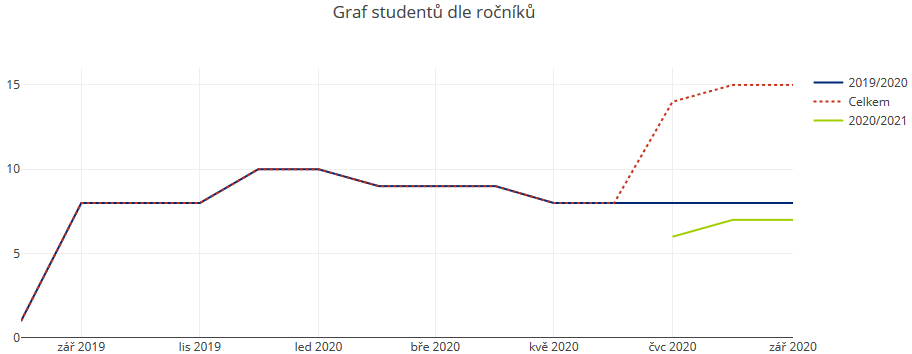 Graf studentů dle ročníků
15
10
5
0
zář 2019
lis 2019
led 2020
bře 2020
kvě 2020
čvc 2020
zář 2020
2019/2020
Celkem
2020/2021